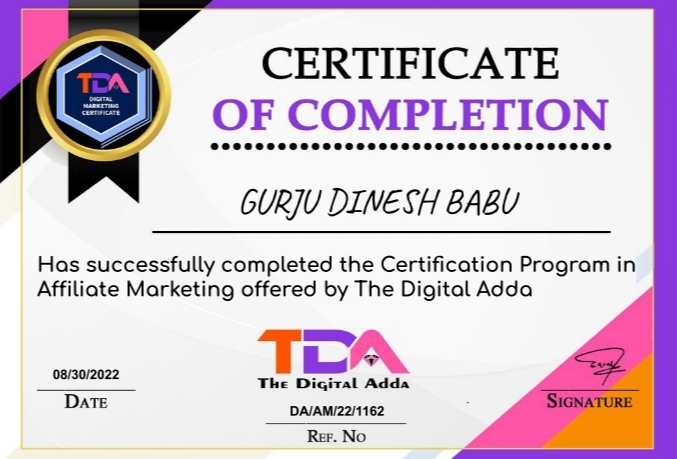 TDA
DIGITAL
MARKETING
CERTIFICATE
CERTIFICATE
OF COMPLETION
GURJU DINESH BABU
Has successfully completed the Certification Program in
Affiliate Marketing offered by The Digital Adda
TDA
The Digital Adda
08/30/2022
DATE
DA/AM/22/1162
REF. NO
SIGNATURE